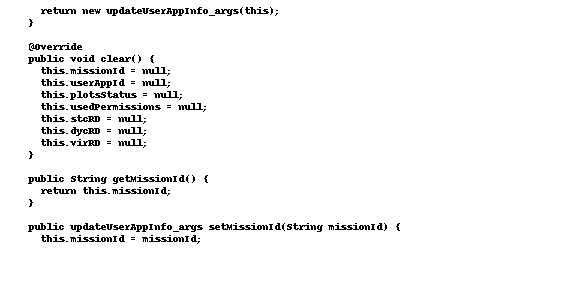 return new updateUserAppInfo_args(this);
}
@Override
public void clear() {
this.missionId = null;
this.userAppId = null;
this.plotsStatus = null;
this.usedPermissions = null;
this.stcRD = null;
this.dycRD = null;
this.virRD = null;
}
public String getMissionId() {
return this.missionId;
}
public updateUserAppInfo_args setMissionId(String missionId) {
this.missionId = missionId;